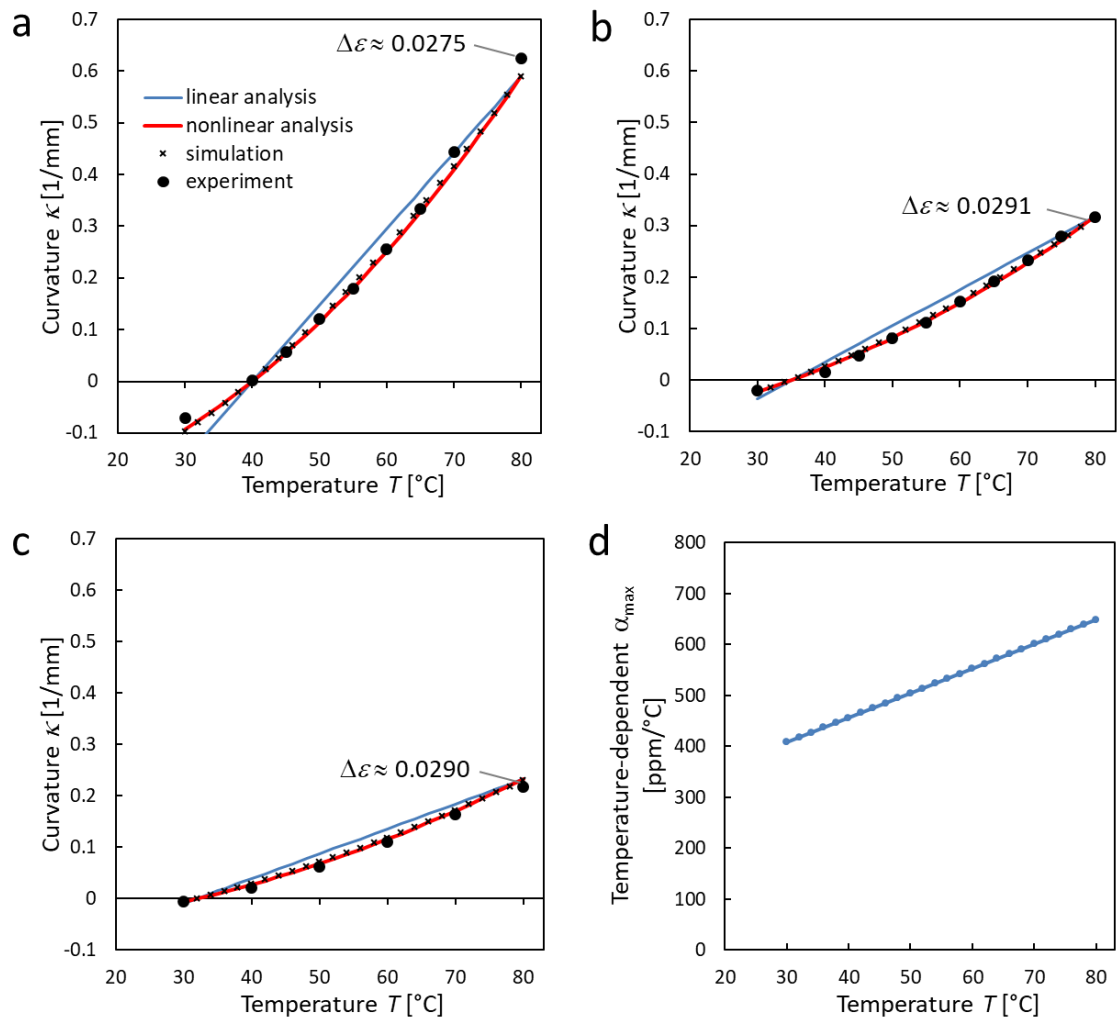 a
Curvature κ [1/mm]
0.7
0.6
0.5
0.4
0.3
0.2
0.1
0
-0.1
Δε ≈ 0.0275
linear analysis
nonlinear analysis
simulation
experiment
20 30 40 50 60 70 80
Temperature T [°C]
b
Curvature κ [1/mm]
0.7
0.6
0.5
0.4
0.3
0.2
0.1
0
-0.1
Δε ≈ 0.0291
20 30 40 50 60 70 80
Temperature T [°C]
c
Curvature κ [1/mm]
0.7
0.6
0.5
0.4
0.3
0.2
0.1
0
-0.1
Δε ≈ 0.0290
20 30 40 50 60 70 80
Temperature T [°C]
d
Temperature-dependent αmax
[ppm/°C]
800
700
600
500
400
300
200
100
0
20 30 40 50 60 70 80
Temperature T [°C]